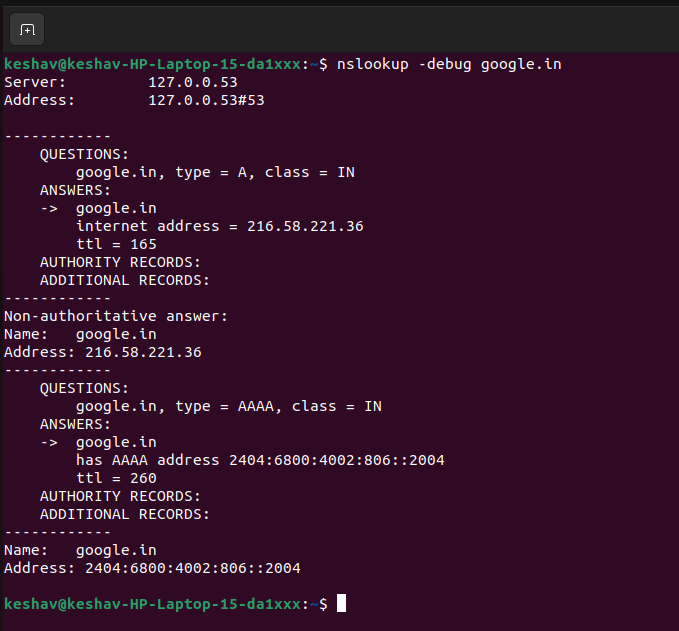 keshav@keshav-HP-Laptop-15-da1xxx:~$ nslookup -debug google.in
Server:         127.0.0.53
Address:        127.0.0.53#53

------------
    QUESTIONS:
        google.in, type = A, class = IN
    ANSWERS:
    ->  google.in
        internet address = 216.58.221.36
        ttl = 165
    AUTHORITY RECORDS:
    ADDITIONAL RECORDS:
------------
Non-authoritative answer:
Name:   google.in
Address: 216.58.221.36
------------
    QUESTIONS:
        google.in, type = AAAA, class = IN
    ANSWERS:
    ->  google.in
        has AAAA address 2404:6800:4002:806::2004
        ttl = 260
    AUTHORITY RECORDS:
    ADDITIONAL RECORDS:
------------
Name:   google.in
Address: 2404:6800:4002:806::2004

keshav@keshav-HP-Laptop-15-da1xxx:~$